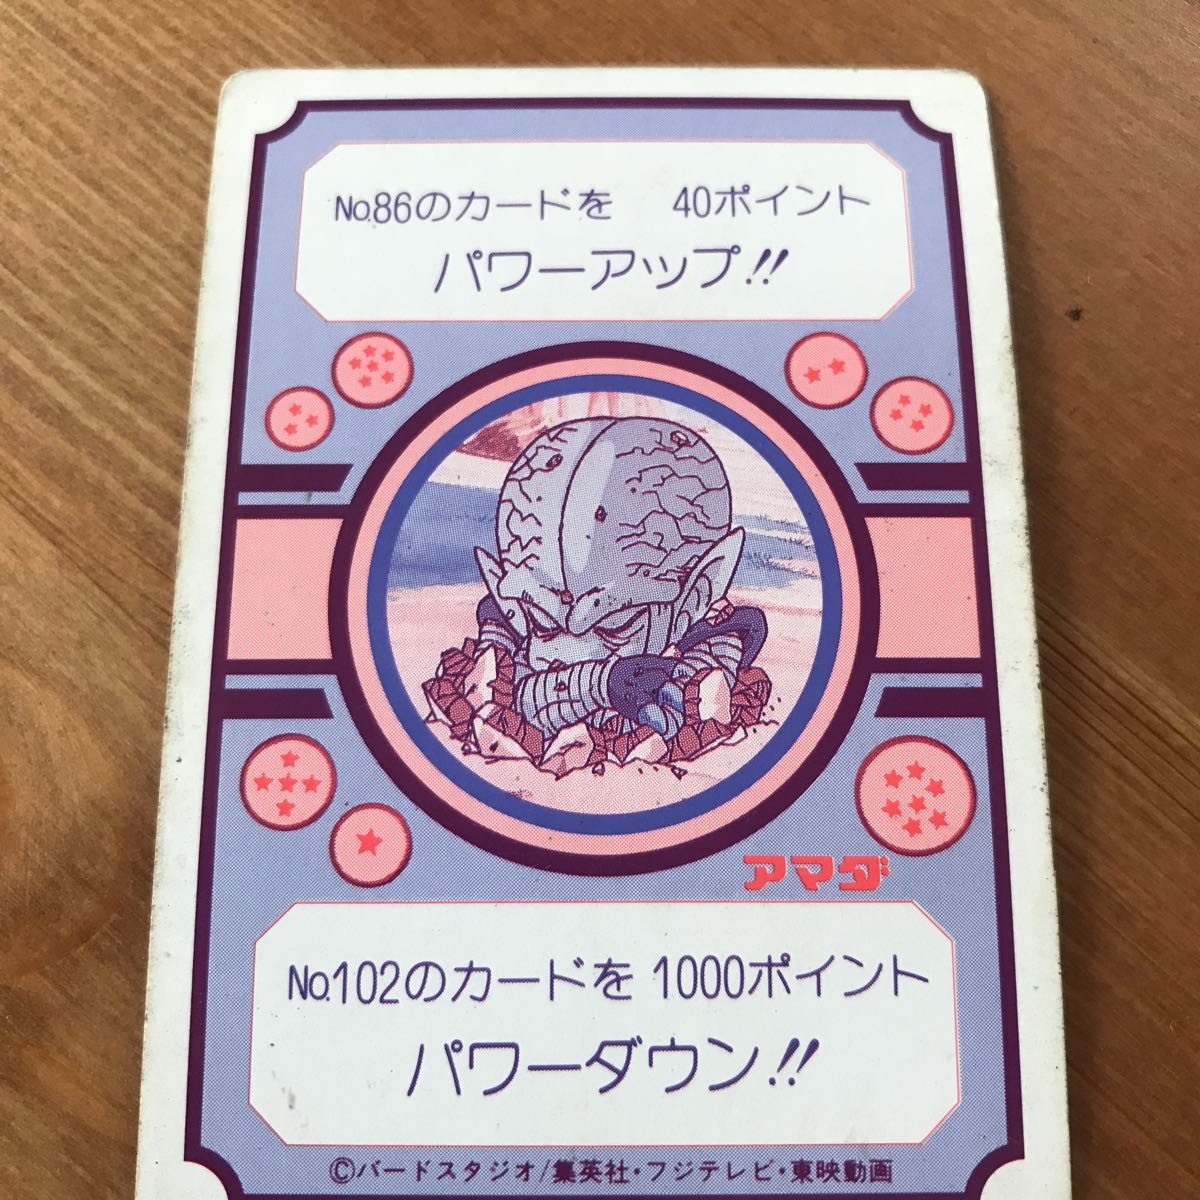 No.86のカードを 40ポイント
パワーアップ!!
アマダ
No.102のカードを 1000ポイント
パワーダウン!!
©バードスタジオ/集英社・フジテレビ・東映動画